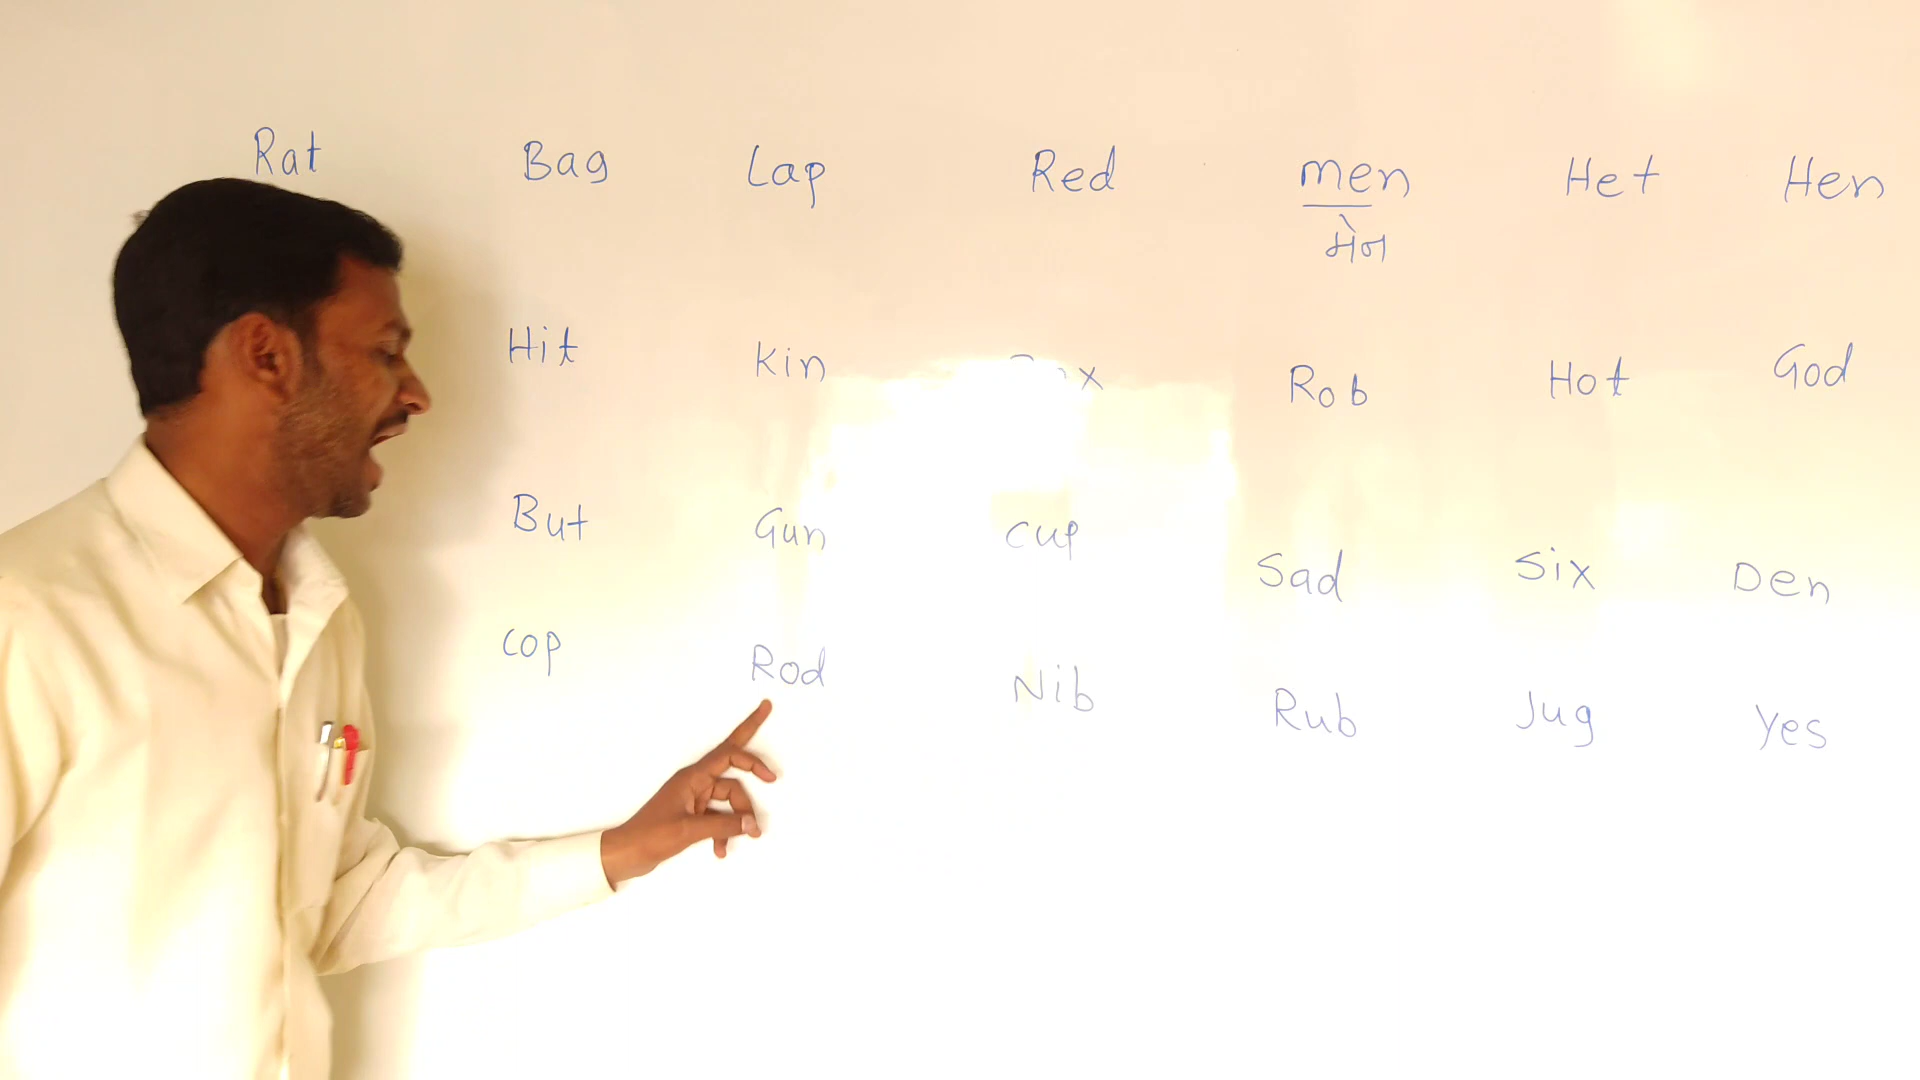 Rat Bag Lap Red men Het Hen
मेन
Hit Kin Rob Hot God
But Gun cup Sad Six Den
cop Rod Nib Rub Jug Yes